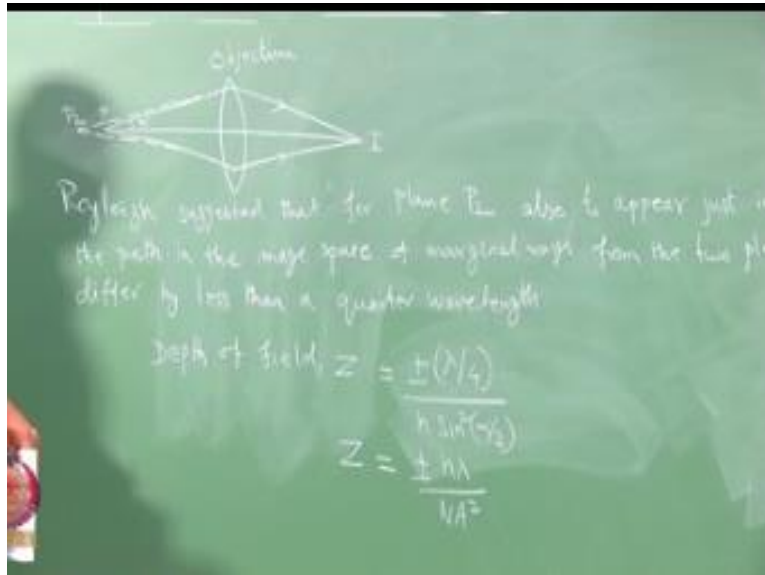 Objective
P2 P1
I
Rayleigh suggested that for plane P2 also to appear just in
the path in the image space of marginal rays from the two pla
differ by less than a quarter wavelength
Depth of field, Z = ±(λ/4)
n sin²(α/2)
Z = ± nλ
NA²